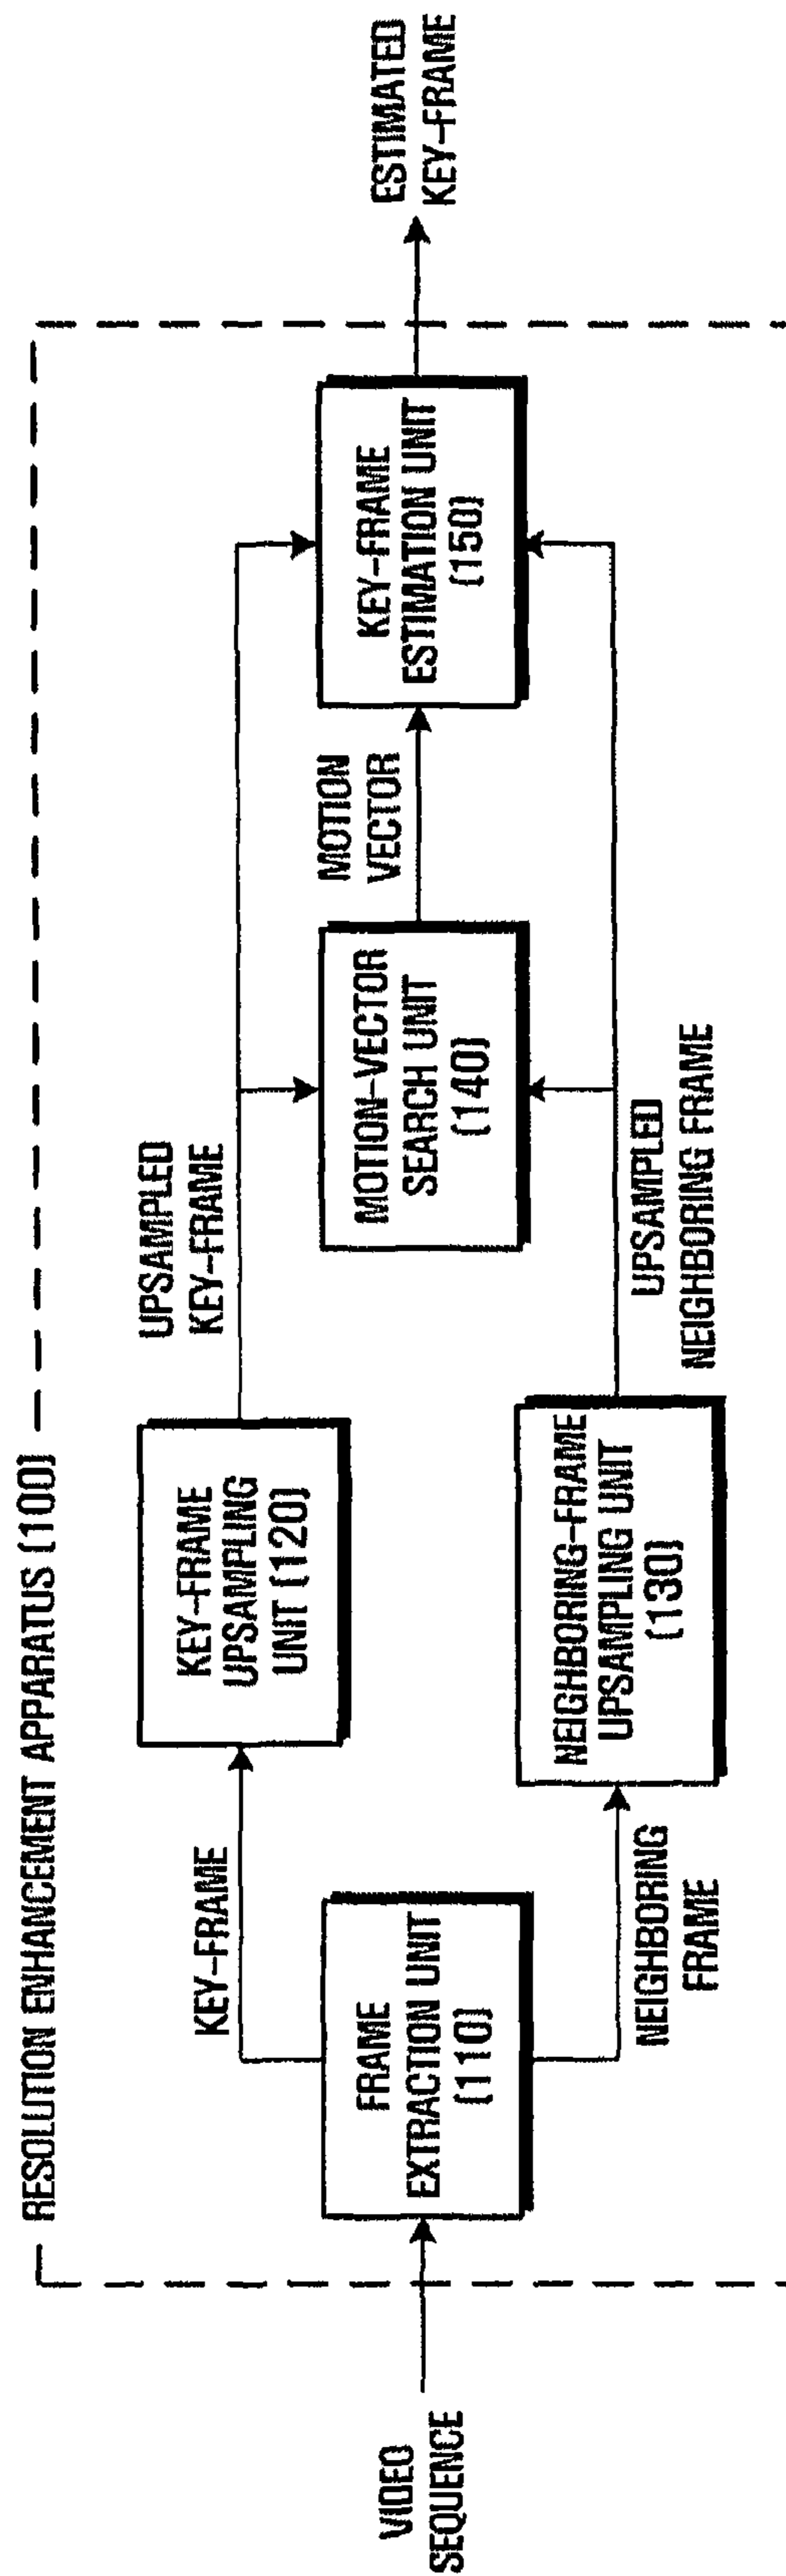 RESOLUTION ENHANCEMENT APPARATUS (100)
VIDEO
SEQUENCE
FRAME
EXTRACTION UNIT
(110)
KEY-FRAME
NEIGHBORING
FRAME
KEY-FRAME
UPSAMPLING
UNIT (120)
NEIGHBORING-FRAME
UPSAMPLING UNIT
(130)
UPSAMPLED
KEY-FRAME
UPSAMPLED
NEIGHBORING FRAME
MOTION-VECTOR
SEARCH UNIT
(140)
MOTION
VECTOR
KEY-FRAME
ESTIMATION UNIT
(150)
ESTIMATED
KEY-FRAME